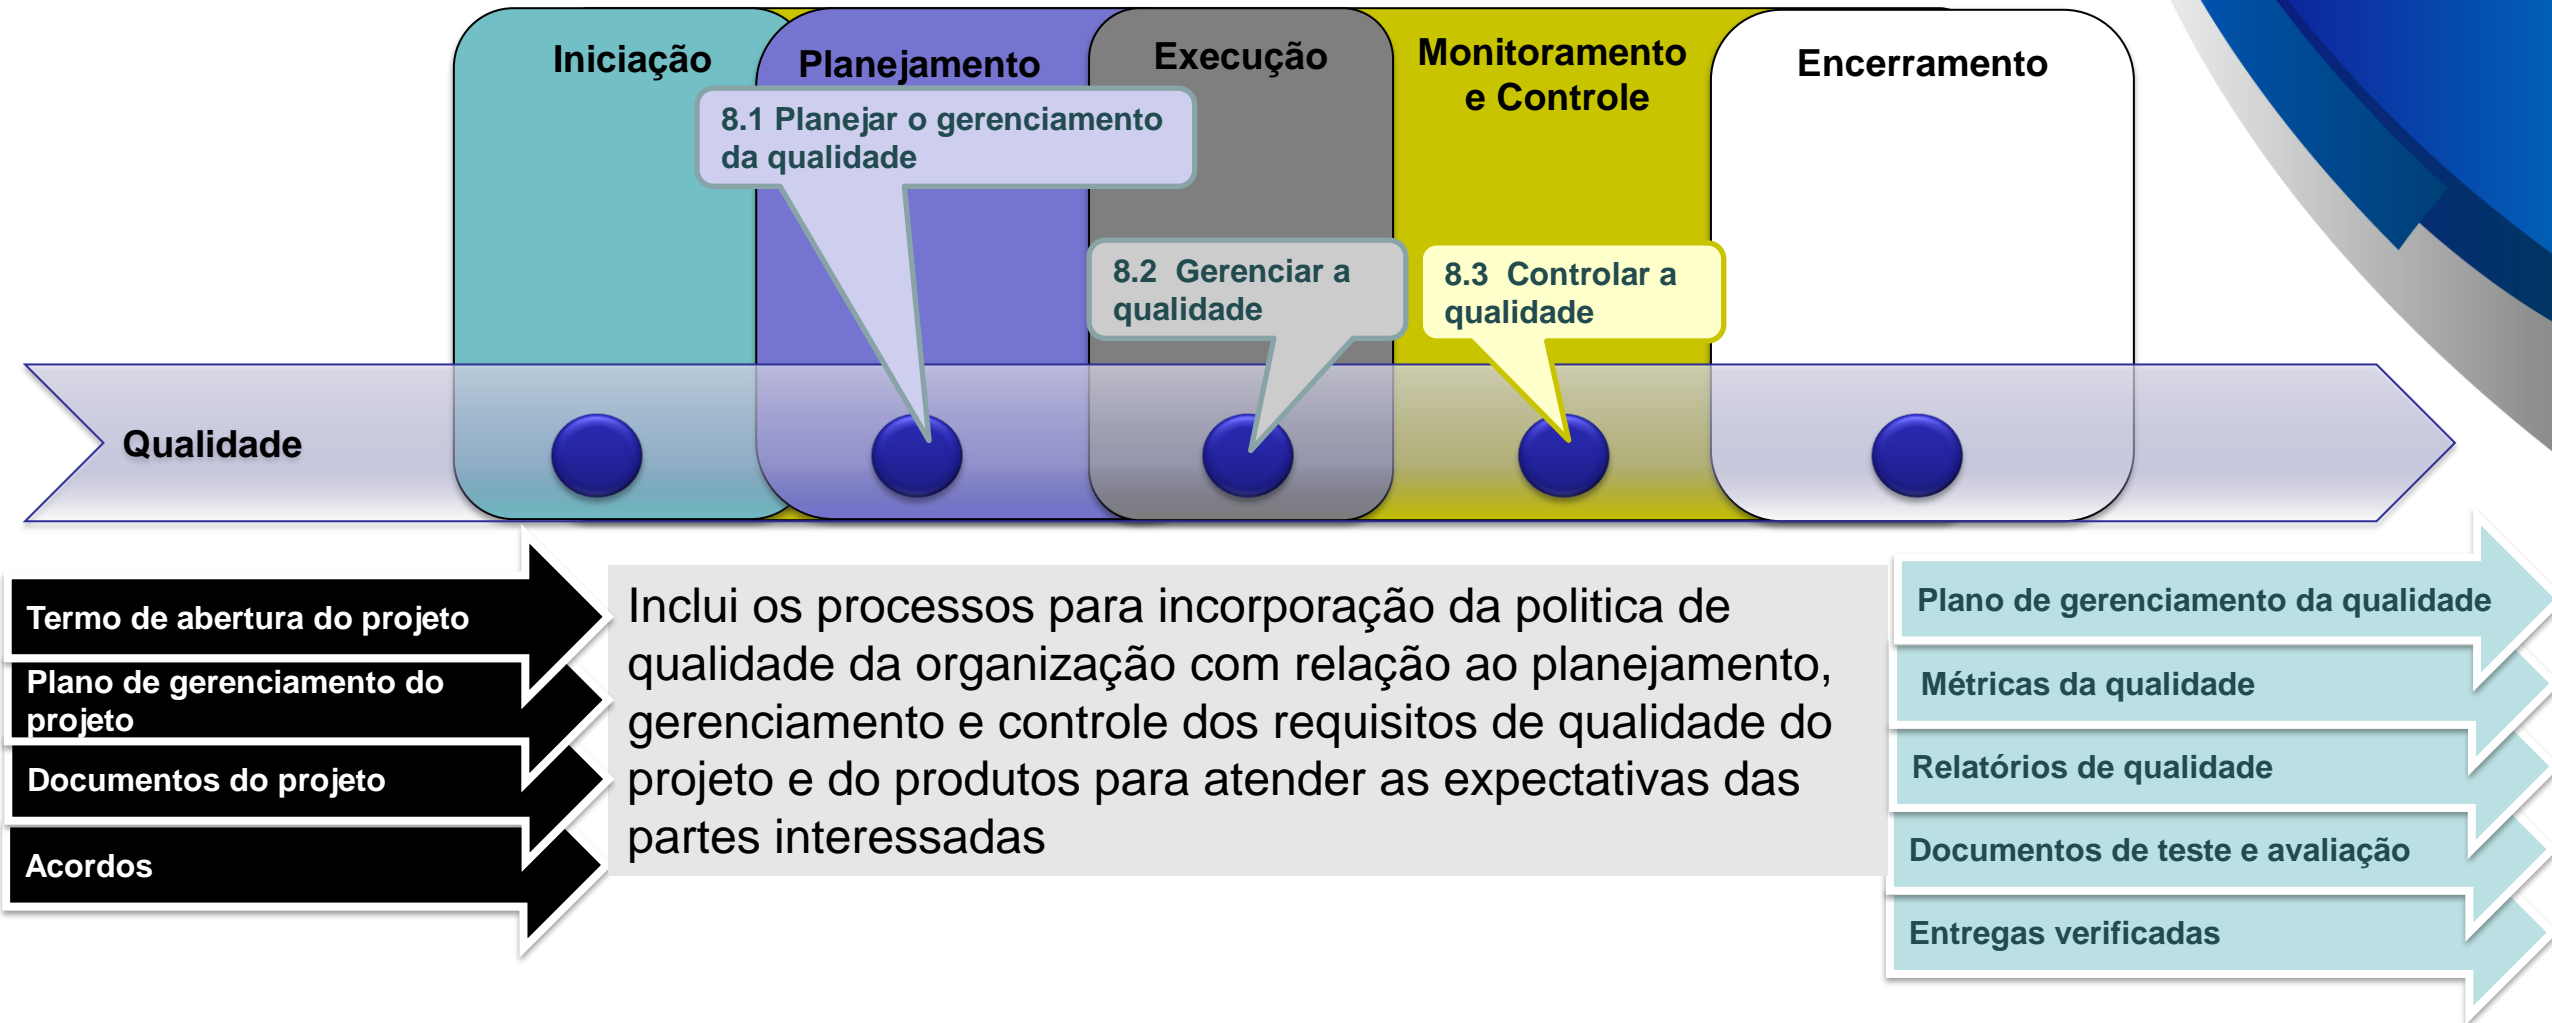 Iniciação
Planejamento
Execução
Monitoramento
e Controle
Encerramento
8.1 Planejar o gerenciamento
da qualidade
8.2 Gerenciar a
qualidade
8.3 Controlar a
qualidade
Qualidade
Termo de abertura do projeto
Plano de gerenciamento do
projeto
Documentos do projeto
Acordos
Inclui os processos para incorporação da politica de
qualidade da organização com relação ao planejamento,
gerenciamento e controle dos requisitos de qualidade do
projeto e do produtos para atender as expectativas das
partes interessadas
Plano de gerenciamento da qualidade
Métricas da qualidade
Relatórios de qualidade
Documentos de teste e avaliação
Entregas verificadas